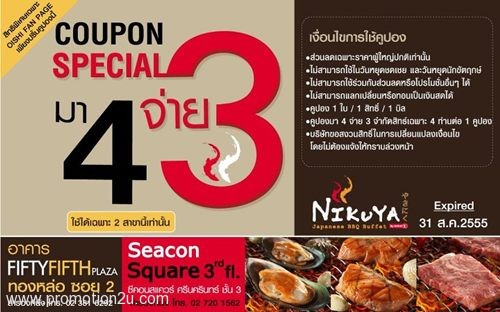 สิทธิพิเศษเฉพาะ
OISHI FAN PAGE
เพียงปริ้นคูปองนี้
COUPON
SPECIAL
มา 4 จ่าย 3
ใช้ได้เฉพาะ 2 สาขานี้เท่านั้น
เงื่อนไขการใช้คูปอง
•ส่วนลดเฉพาะราคาผู้ใหญ่ปกติเท่านั้น
•ไม่สามารถใช้ในวันหยุดชดเชย และวันหยุดนักขัตฤกษ์
•ไม่สามารถใช้ร่วมกับส่วนลดหรือโปรโมชั่นอื่นๆ ได้
•ไม่สามารถแลกเปลี่ยนหรือทอนเป็นเงินสดได้
•คูปอง 1 ใบ / 1 สิทธิ์ / 1 บิล
•คูปองมา 4 จ่าย 3 จำกัดสิทธิ์เฉพาะ 4 ท่านต่อ 1 คูปอง
•บริษัทขอสงวนสิทธิ์ในการเปลี่ยนแปลงเงื่อนไข
โดยไม่ต้องแจ้งให้ทราบล่วงหน้า
NIKUYA
Japanese BBQ Buffet
Expired
31 ส.ค.2555
อาคาร
FIFTYFIFTH PLAZA
ทองหล่อ ซอย 2
Seacon
Square 3rd fl.
ซีคอนสแควร์ ศรีนครินทร์ ชั้น 3
โทร. 02 720 1562
www.promotion2u.com